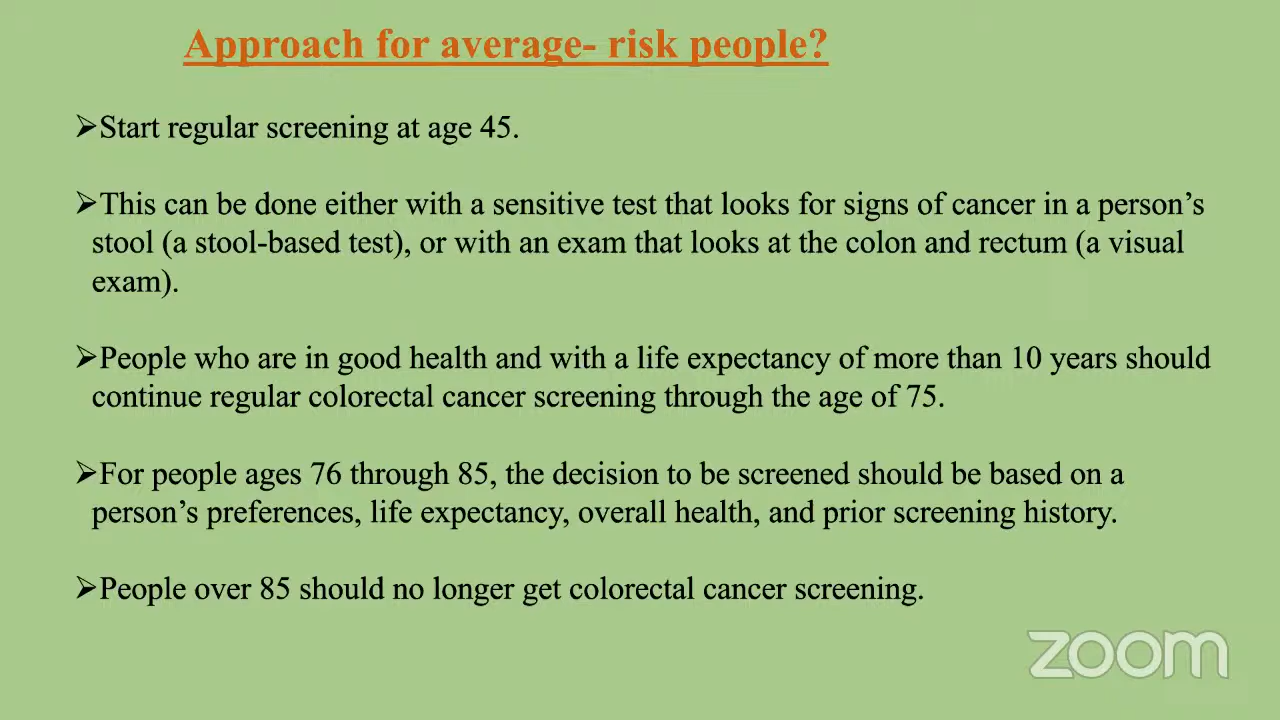 Approach for average- risk people?
➢Start regular screening at age 45.
➢This can be done either with a sensitive test that looks for signs of cancer in a person’s
stool (a stool-based test), or with an exam that looks at the colon and rectum (a visual
exam).
➢People who are in good health and with a life expectancy of more than 10 years should
continue regular colorectal cancer screening through the age of 75.
➢For people ages 76 through 85, the decision to be screened should be based on a
person’s preferences, life expectancy, overall health, and prior screening history.
➢People over 85 should no longer get colorectal cancer screening.
zoom